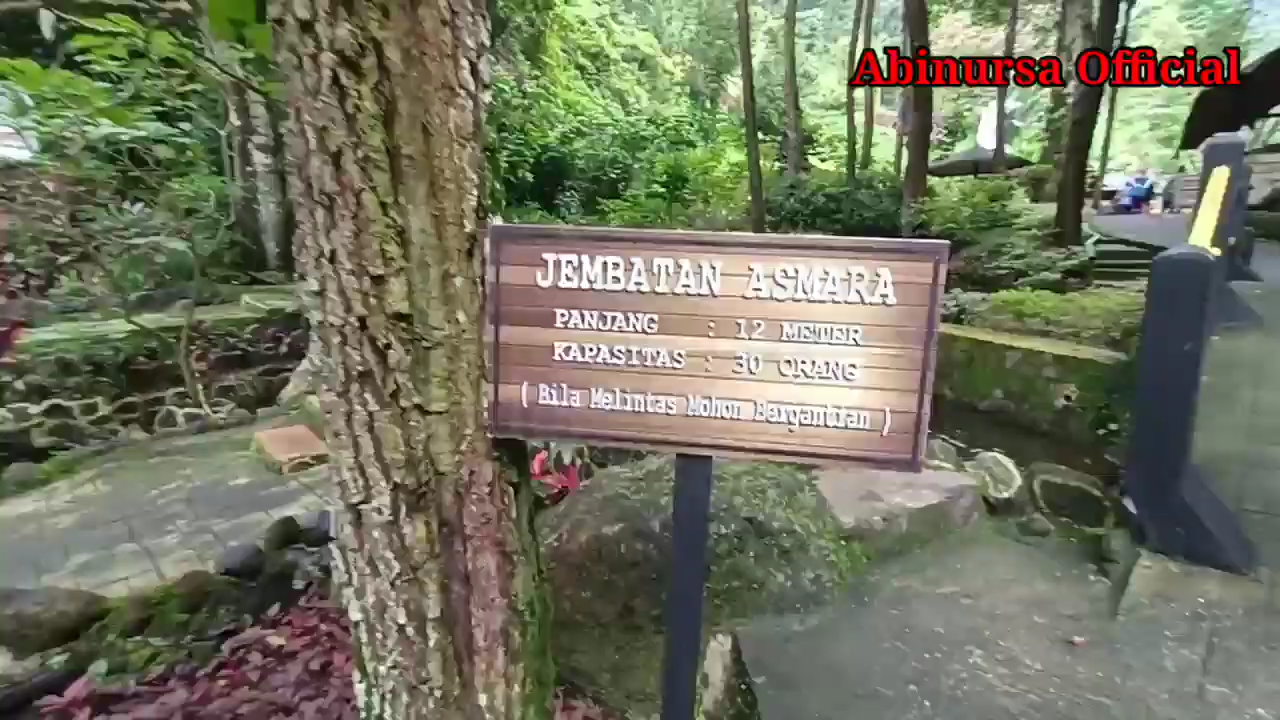 Abinursa Official
JEMBATAN ASMARA
PANJANG : 12 METER
KAPASITAS : 30 ORANG
( Bila Melintas Mohon Bergantian )